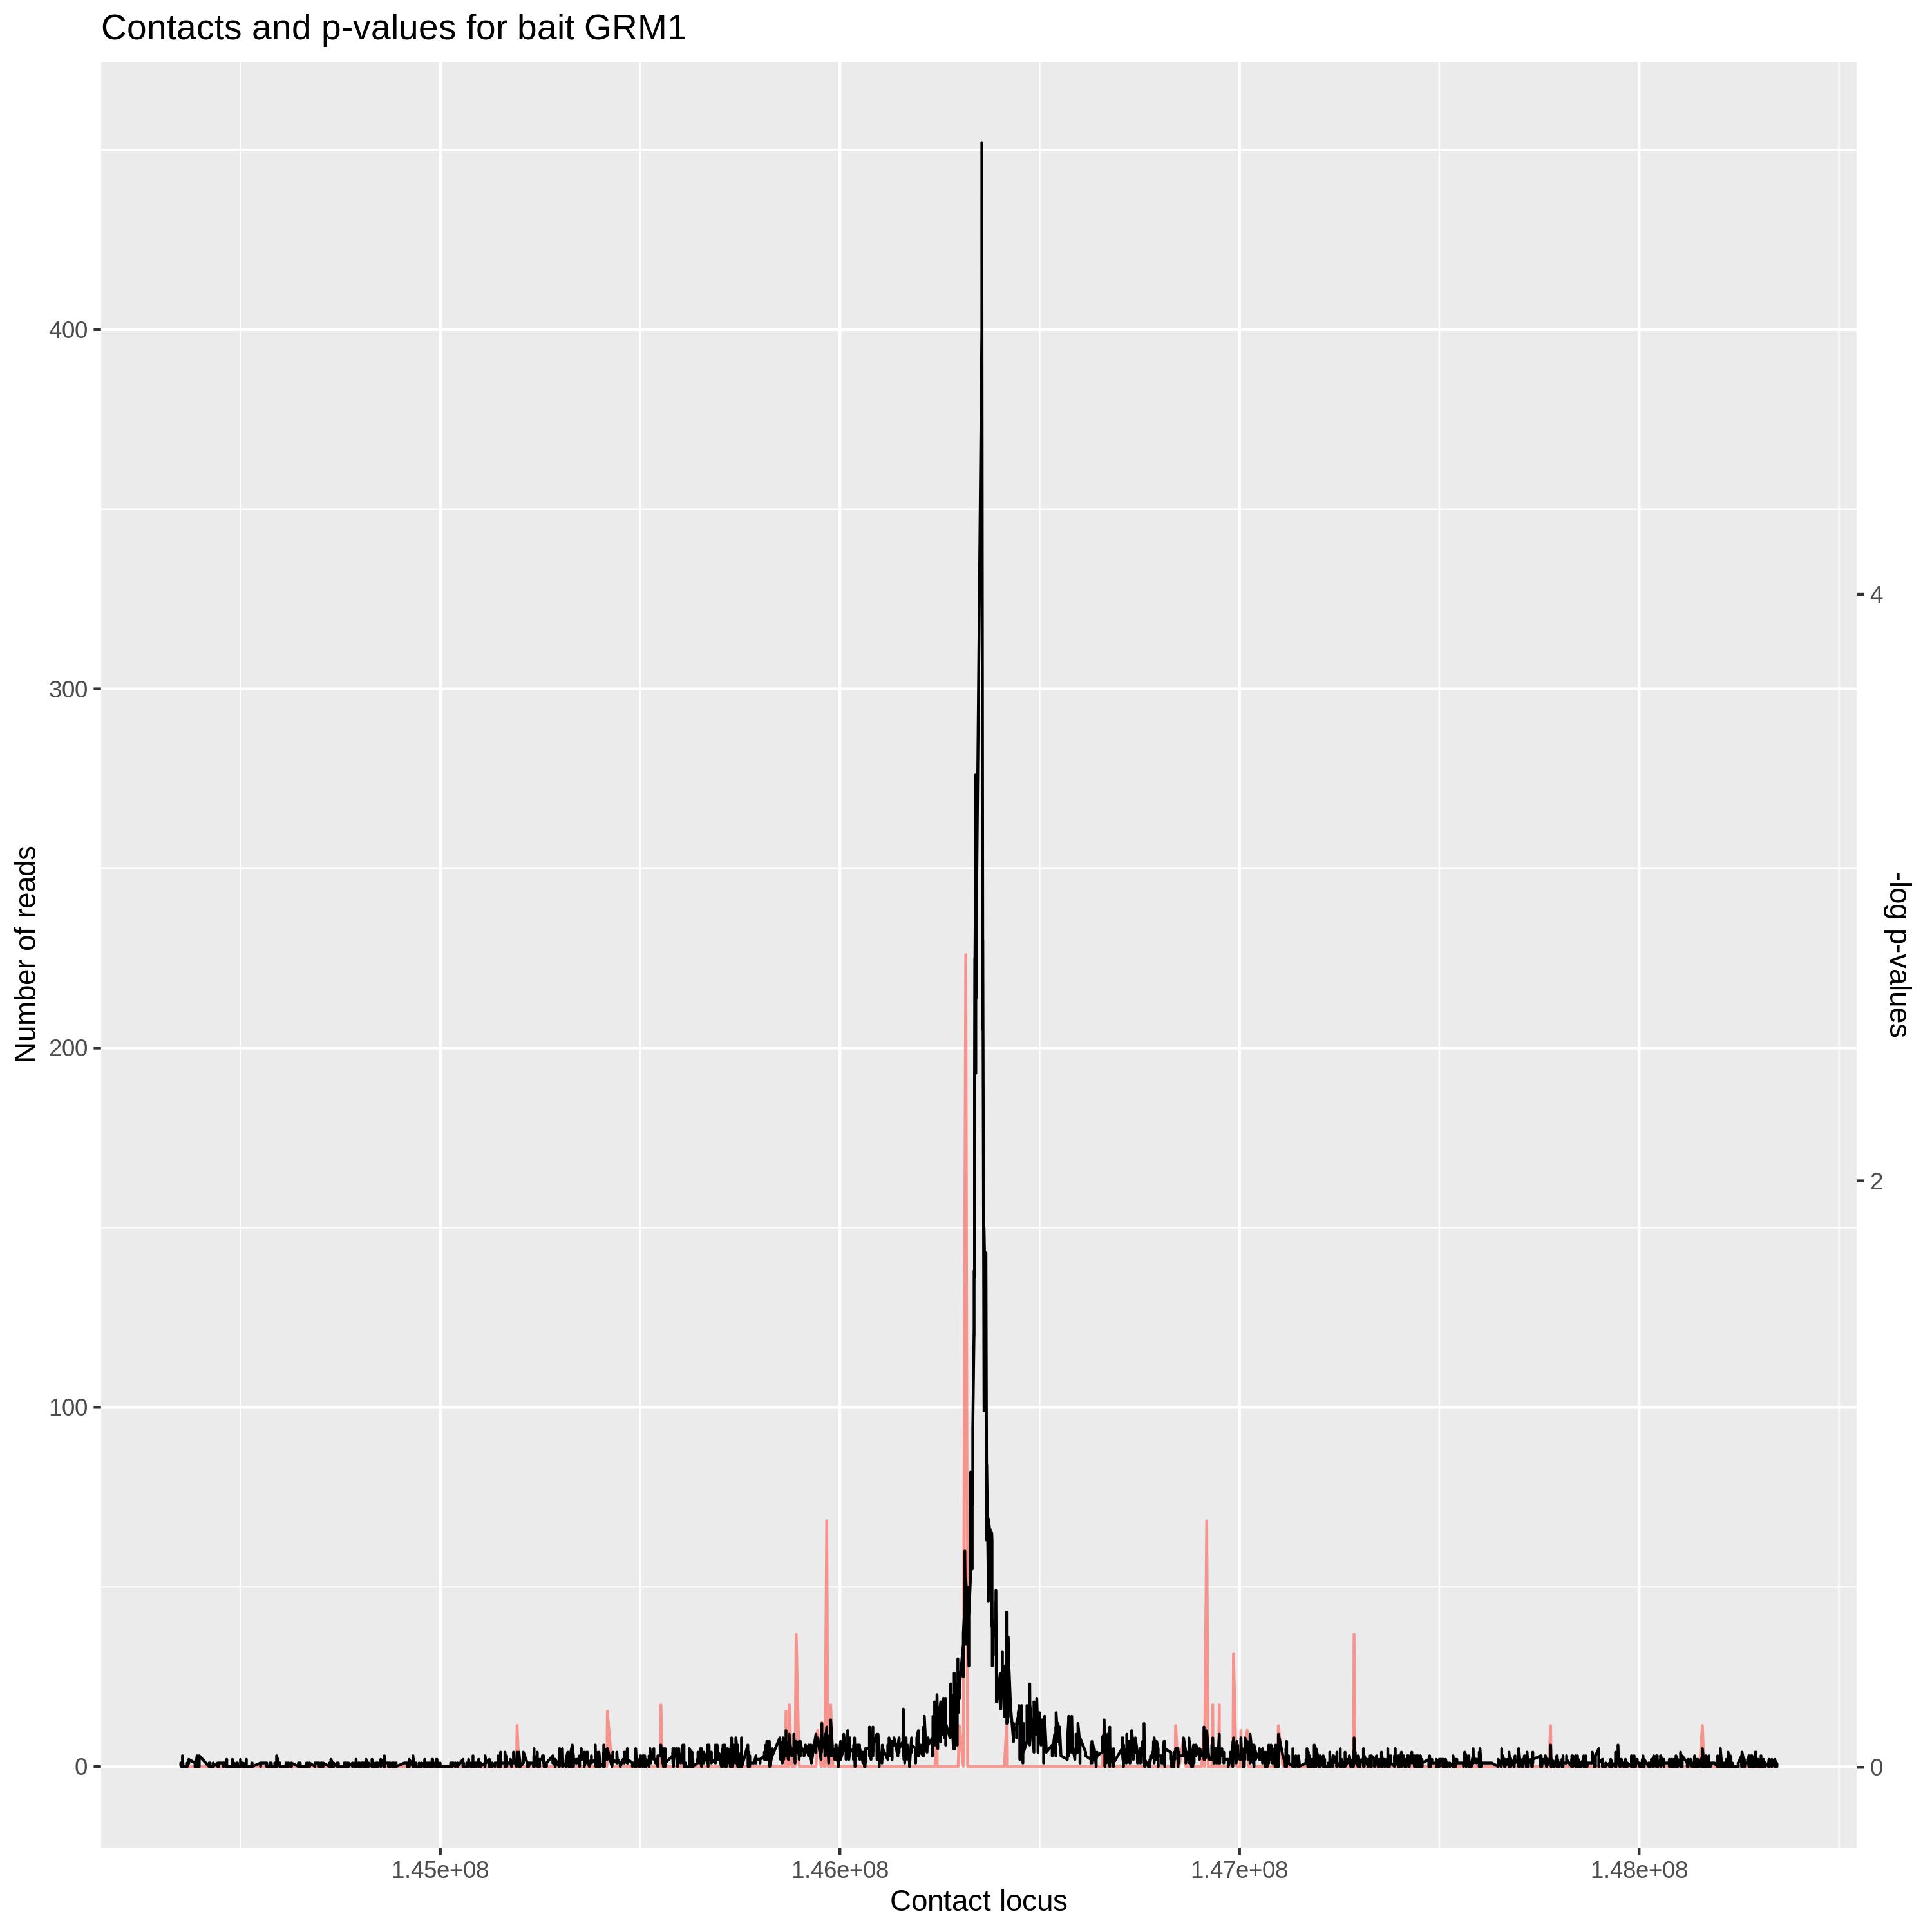 Contacts and p-values for bait GRM1
400
300
200
100
0
Number of reads
4
2
0
-log p-values
1.45e+08
1.46e+08
1.47e+08
1.48e+08
Contact locus